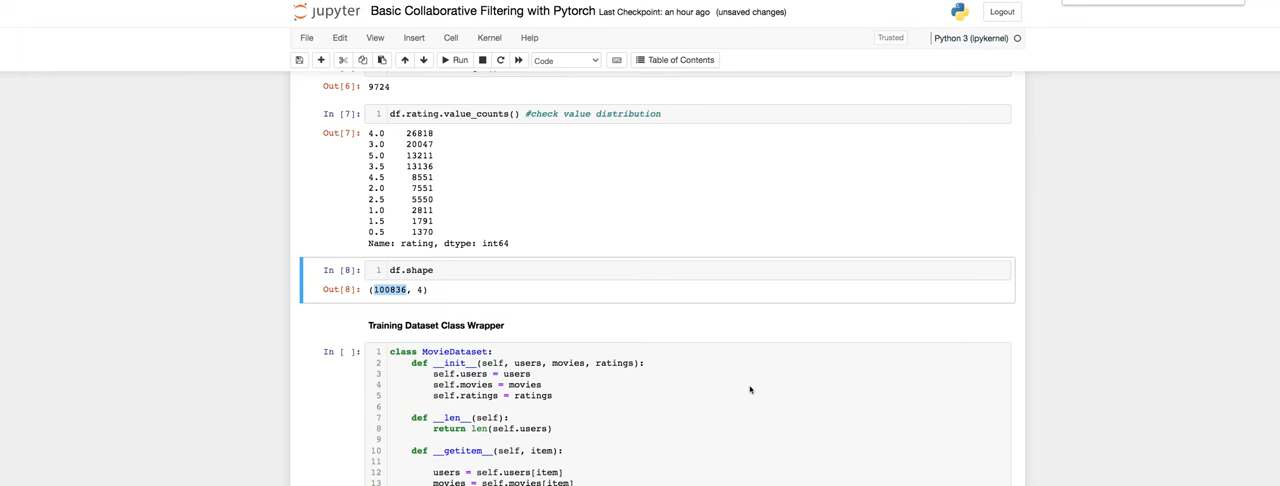 jupyter Basic Collaborative Filtering with Pytorch Last Checkpoint: an hour ago (unsaved changes) Logout
File Edit View Insert Cell Kernel Help Trusted Python 3 (ipykernel)
Run Code Table of Contents
Out[6]: 9724
In [7]: 1 df.rating.value_counts() #check value distribution
Out[7]: 4.0 26818
3.0 20047
5.0 13211
3.5 13136
4.5 8551
2.0 7551
2.5 5550
1.0 2811
1.5 1791
0.5 1370
Name: rating, dtype: int64
In [8]: 1 df.shape
Out[8]: (100836, 4)
Training Dataset Class Wrapper
In [ ]: 1 class MovieDataset:
2 def __init__(self, users, movies, ratings):
3 self.users = users
4 self.movies = movies
5 self.ratings = ratings
6
7 def __len__(self):
8 return len(self.users)
9
10 def __getitem__(self, item):
11
12 users = self.users[item]
13 movies = self.movies[item]